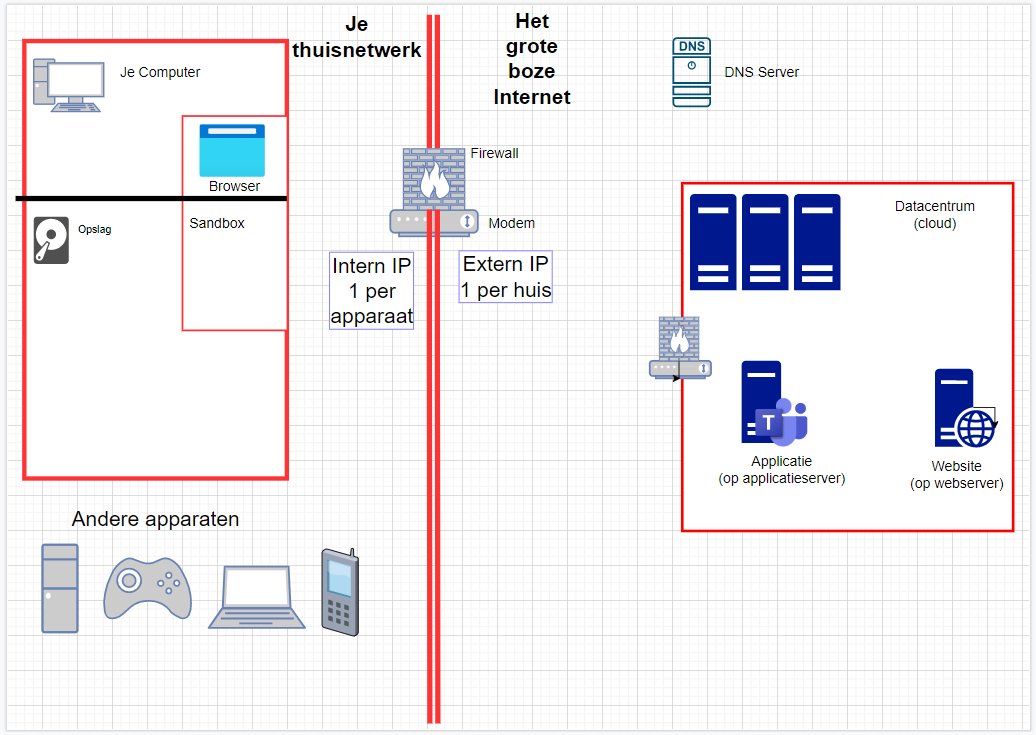 Je
thuisnetwerk
Het
grote
boze
Internet
DNS
DNS Server
Je Computer
Browser
Sandbox
Opslag
Firewall
Modem
Intern IP
1 per
apparaat
Extern IP
1 per huis
Datacentrum
(cloud)
T
Applicatie
(op applicatieserver)
Website
(op webserver)
Andere apparaten